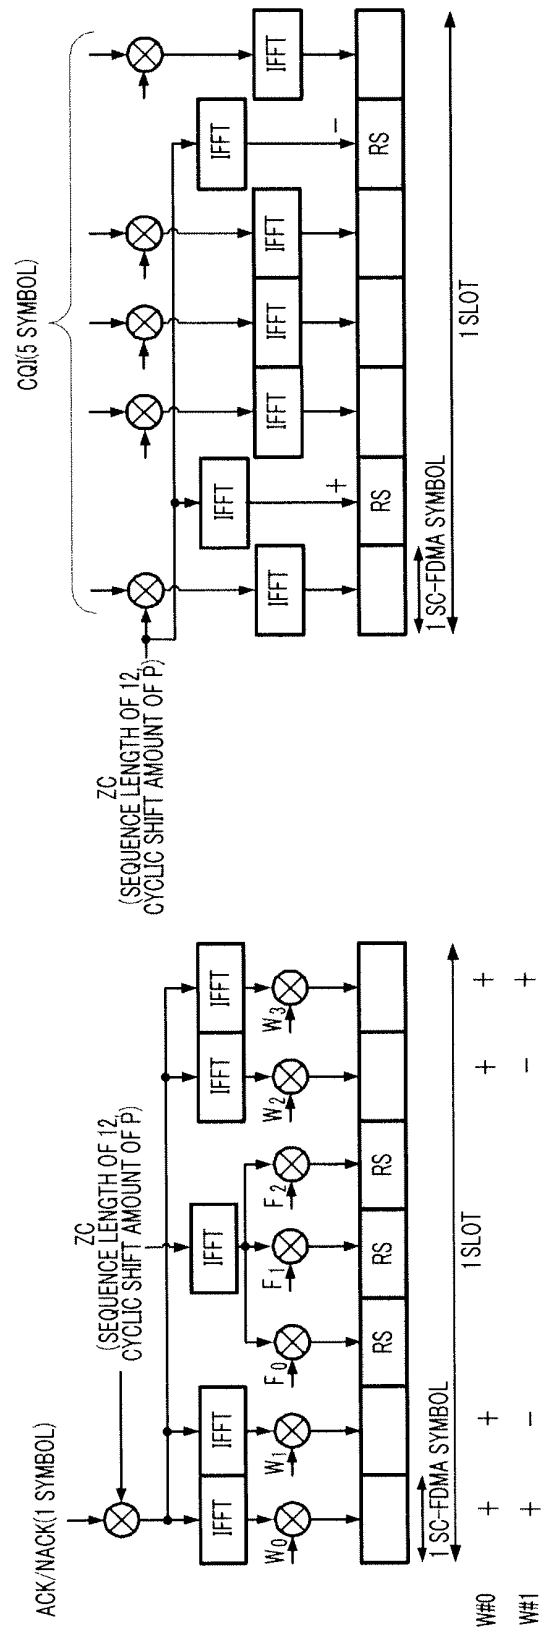 ACK/NACK(1 SYMBOL)
ZC
(SEQUENCE LENGTH OF 12,
CYCLIC SHIFT AMOUNT OF P)
IFFT
IFFT
IFFT
IFFT
IFFT
W0
W1
F0
F1
F2
W2
W3
RS
RS
RS
1 SC-FDMA SYMBOL
1 SLOT
W#0 + + + +
W#1 + - - +
CQI(5 SYMBOL)
ZC
(SEQUENCE LENGTH OF 12,
CYCLIC SHIFT AMOUNT OF P)
IFFT
IFFT
IFFT
IFFT
IFFT
IFFT
IFFT
+
-
RS
RS
1 SC-FDMA SYMBOL
1 SLOT